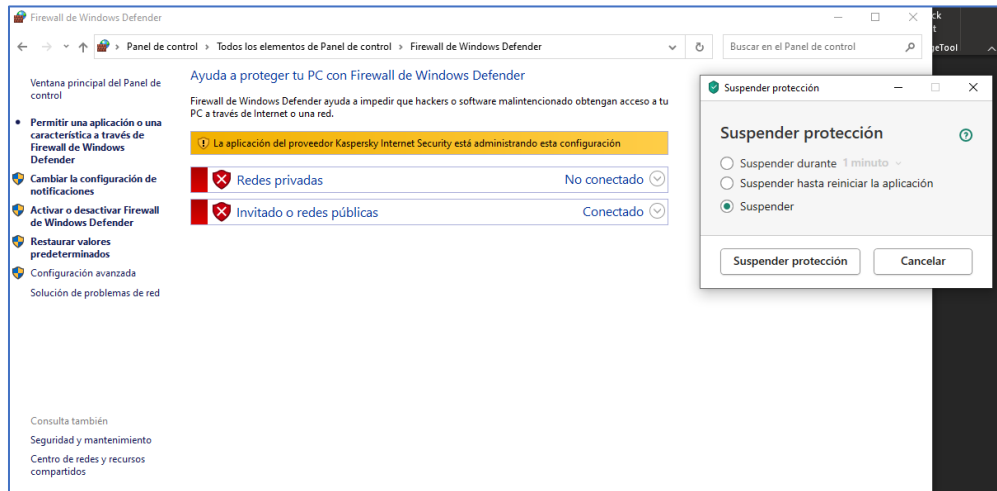 Firewall de Windows Defender
Panel de control > Todos los elementos de Panel de control > Firewall de Windows Defender
Buscar en el Panel de control
Ventana principal del Panel de
control
Permitir una aplicación o una
característica a través de
Firewall de Windows
Defender
Cambiar la configuración de
notificaciones
Activar o desactivar Firewall
de Windows Defender
Restaurar valores
predeterminados
Configuración avanzada
Solución de problemas de red
Ayuda a proteger tu PC con Firewall de Windows Defender
Firewall de Windows Defender ayuda a impedir que hackers o software malintencionado obtengan acceso a tu
PC a través de Internet o una red.
La aplicación del proveedor Kaspersky Internet Security está administrando esta configuración
Redes privadas No conectado
Invitado o redes públicas Conectado
Consulta también
Seguridad y mantenimiento
Centro de redes y recursos
compartidos
Suspender protección
Suspender protección
Suspender durante 1 minuto
Suspender hasta reiniciar la aplicación
Suspender
Suspender protección Cancelar